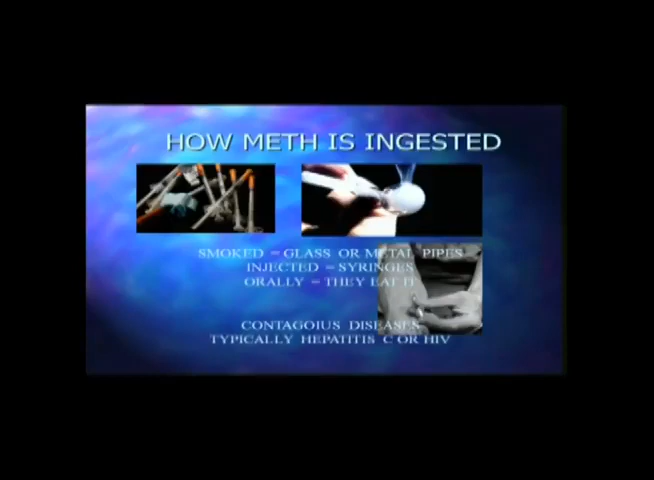 HOW METH IS INGESTED
SMOKED = GLASS OR METAL PIPES
INJECTED = SYRINGES
ORALLY = THEY EAT IT
CONTAGOIUS DISEASES
TYPICALLY HEPATITIS C OR HIV